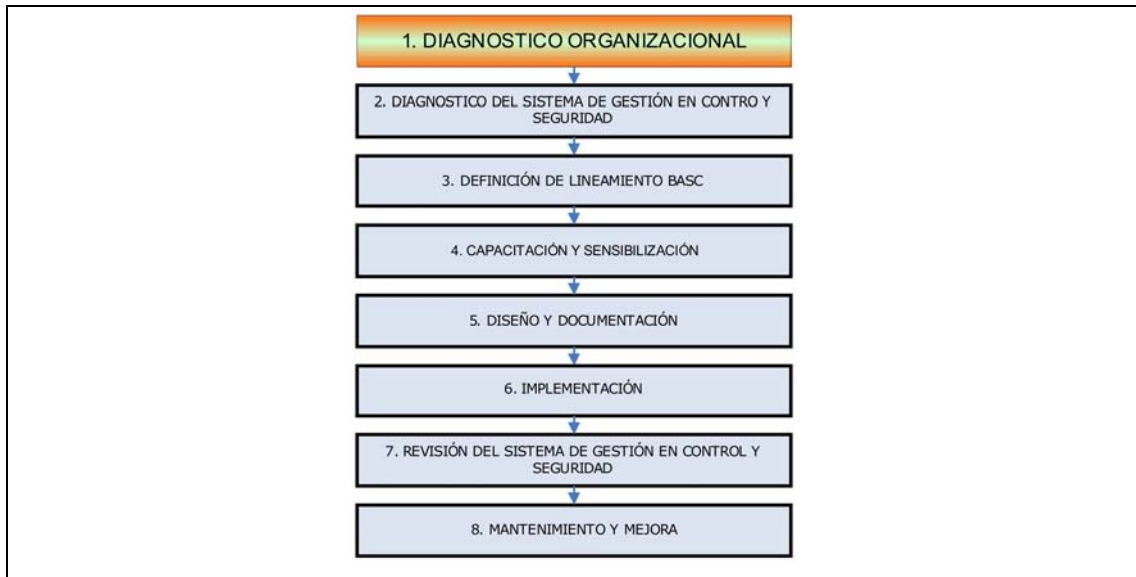 1. DIAGNOSTICO ORGANIZACIONAL
2. DIAGNOSTICO DEL SISTEMA DE GESTIÓN EN CONTRO Y
SEGURIDAD
3. DEFINICIÓN DE LINEAMIENTO BASC
4. CAPACITACIÓN Y SENSIBILIZACIÓN
5. DISEÑO Y DOCUMENTACIÓN
6. IMPLEMENTACIÓN
7. REVISIÓN DEL SISTEMA DE GESTIÓN EN CONTROL Y
SEGURIDAD
8. MANTENIMIENTO Y MEJORA